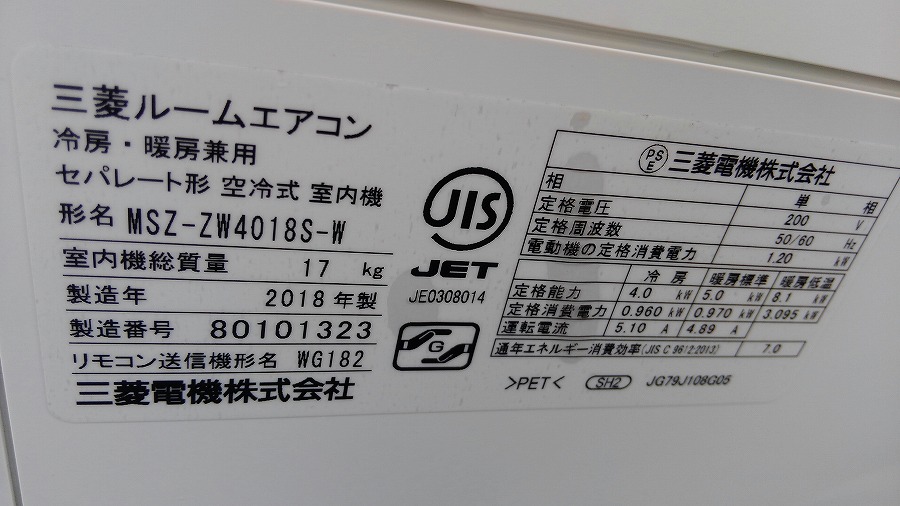 三菱ルームエアコン
冷房・暖房兼用
セパレート形 空冷式 室内機
形名 MSZ-ZW4018S-W
室内機総質量 17 kg
製造年 2018年製
製造番号 80101323
リモコン送信機形名 WG182
三菱電機株式会社
JIS
JET
JE0308014
G
PSE 三菱電機株式会社
相 単相
定格電圧 200 V
定格周波数 50/60 Hz
電動機の定格消費電力 1.20 kW
冷房 暖房標準 暖房低温
定格能力 4.0 kW 5.0 kW 8.1 kW
定格消費電力 0.960 kW 0.970 kW 3.095 kW
運転電流 5.10 A 4.89 A
通年エネルギー消費効率(JIS C 9612:2013) 7.0
>PET< SH2 JG79J108G05